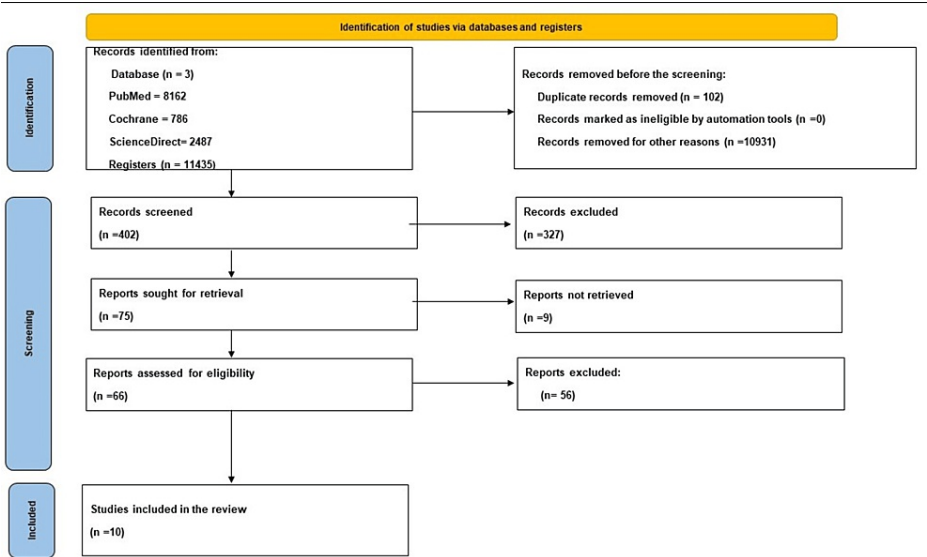 Identification of studies via databases and registers
Identification
Records identified from:
Database (n = 3)
PubMed = 8162
Cochrane = 786
ScienceDirect= 2487
Registers (n = 11435)
Records removed before the screening:
Duplicate records removed (n = 102)
Records marked as ineligible by automation tools (n =0)
Records removed for other reasons (n =10931)
Screening
Records screened
(n =402)
Records excluded
(n =327)
Reports sought for retrieval
(n =75)
Reports not retrieved
(n =9)
Reports assessed for eligibility
(n =66)
Reports excluded:
(n= 56)
Included
Studies included in the review
(n =10)